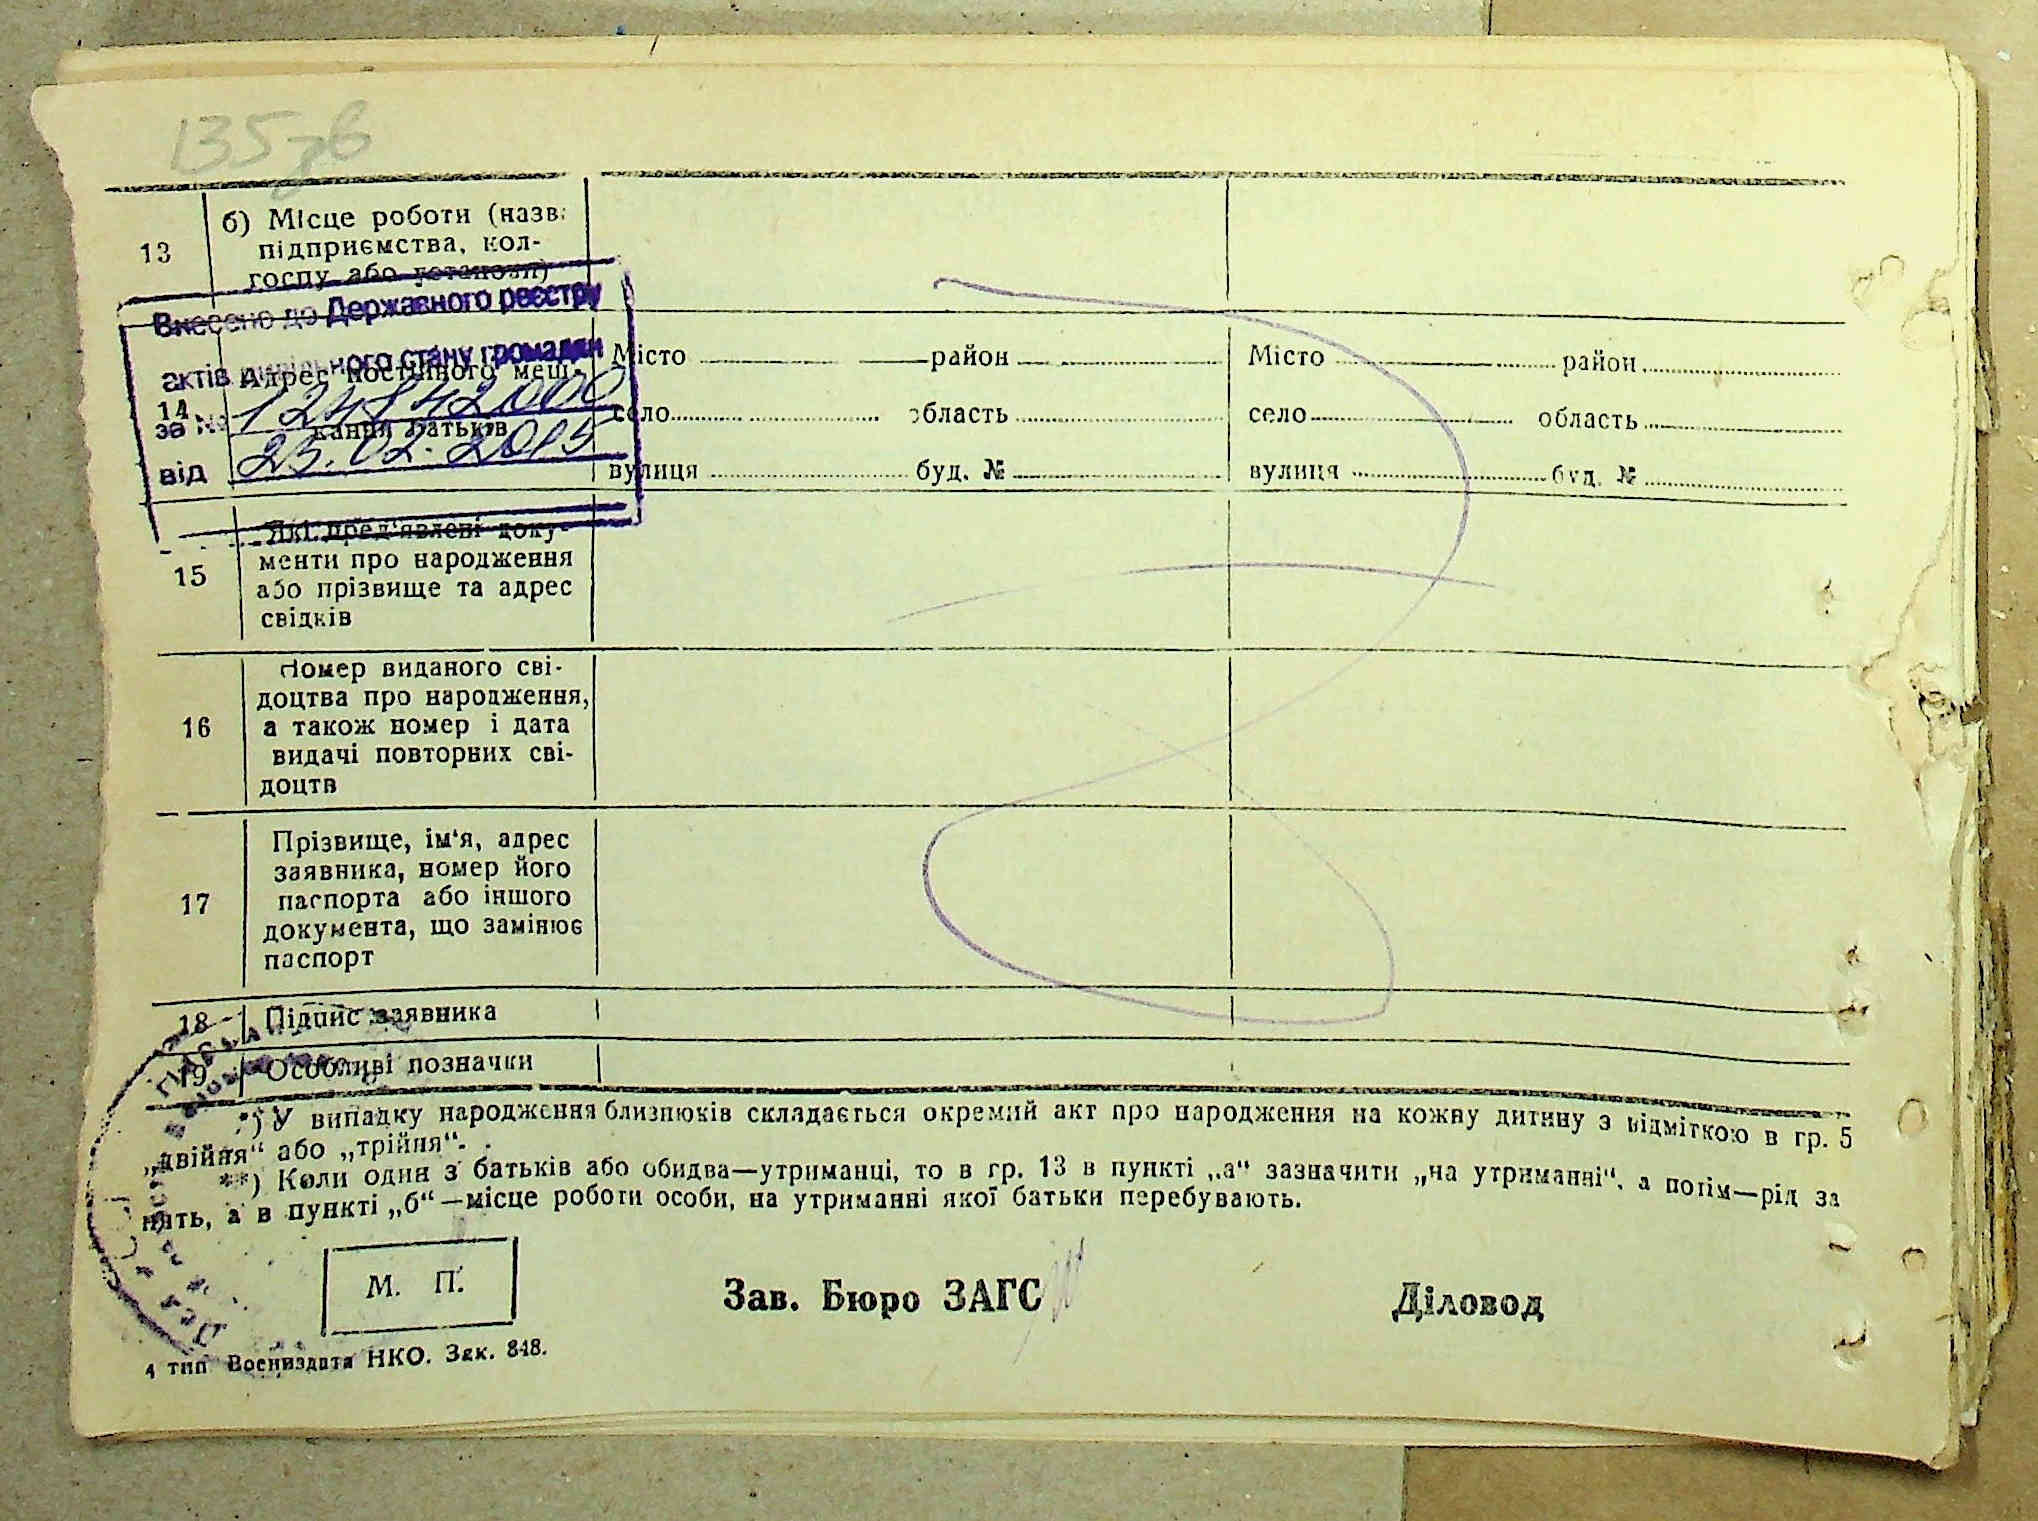 135зв
13
б) Місце роботи (назв.
підприємства, кол-
госпу або установи)
Внесено до Державного реєстру
актів цивільного стану громадян
за №
від 23.02.2015
14
Адрес постійного меш-
кання батьків
Місто район
село область
вулиця буд. №
Місто район
село область
вулиця буд. №
15
Які пред'явлені доку-
менти про народження
або прізвище та адрес
свідків
16
Номер виданого сві-
доцтва про народження,
а також номер і дата
видачі повторних сві-
доцтв
17
Прізвище, ім'я, адрес
заявника, номер його
паспорта або іншого
документа, що замінює
паспорт
18 Підпис заявника
19 Особливі позначки
*) У випадку народження близнюків складається окремий акт про народження на кожну дитину з відміткою в гр. 5
„двійня“ або „трійня“.
**) Коли один з батьків або обидва—утриманці, то в гр. 13 в пункті „а“ зазначити „на утриманні“, а потім—рід за
нять, а в пункті „б“—місце роботи особи, на утриманні якої батьки перебувають.
М. П.
Зав. Бюро ЗАГС
Діловод
4 тип Воениздата НКО. Зак. 848.